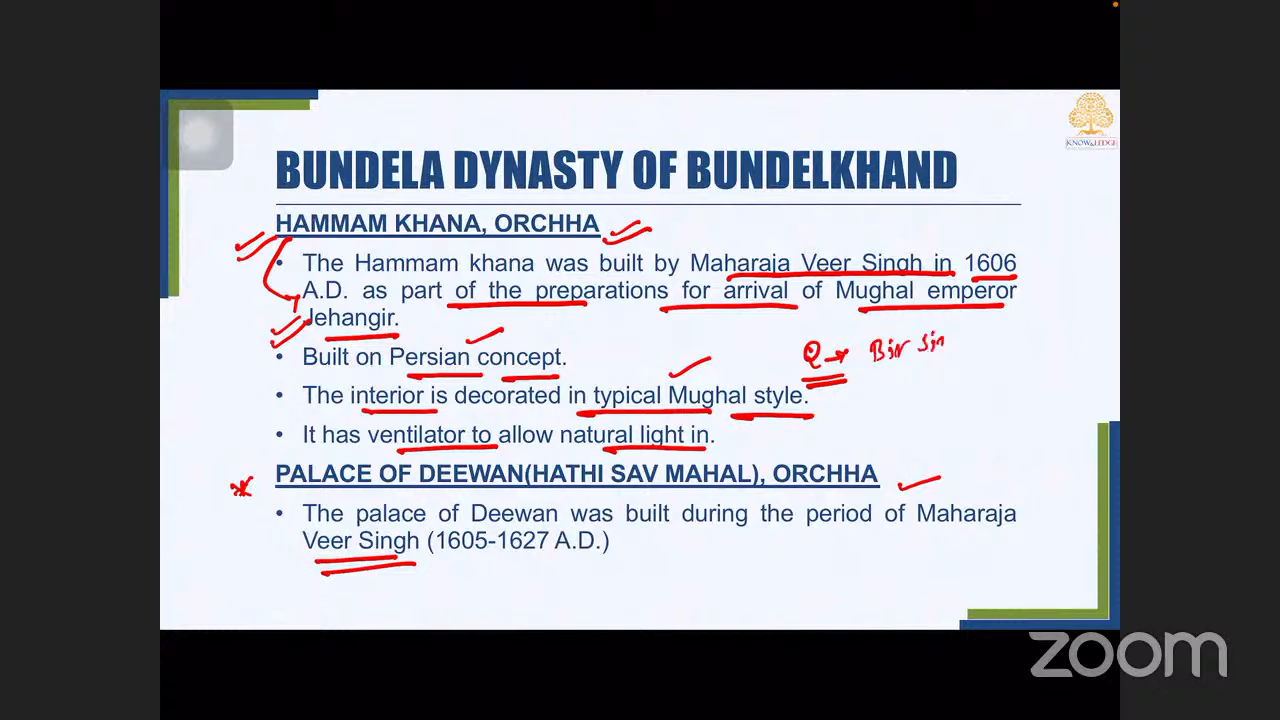 KNOWLEDGE
BUNDELA DYNASTY OF BUNDELKHAND
HAMMAM KHANA, ORCHHA
• The Hammam khana was built by Maharaja Veer Singh in 1606
A.D. as part of the preparations for arrival of Mughal emperor
Jehangir.
• Built on Persian concept.
Q → Bir Sin
• The interior is decorated in typical Mughal style.
• It has ventilator to allow natural light in.
PALACE OF DEEWAN(HATHI SAV MAHAL), ORCHHA
• The palace of Deewan was built during the period of Maharaja
Veer Singh (1605-1627 A.D.)
zoom